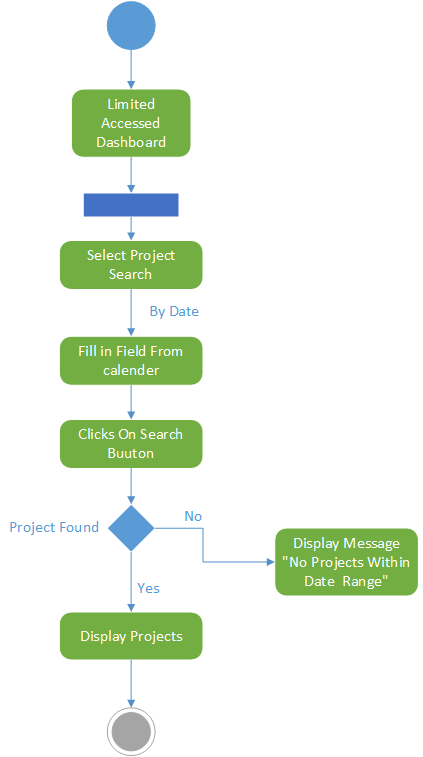 Limited
Accessed
Dashboard
Select Project
Search
By Date
Fill in Field From
calender
Clicks On Search
Buuton
Project Found
No
Display Message
"No Projects Within
Date Range"
Yes
Display Projects